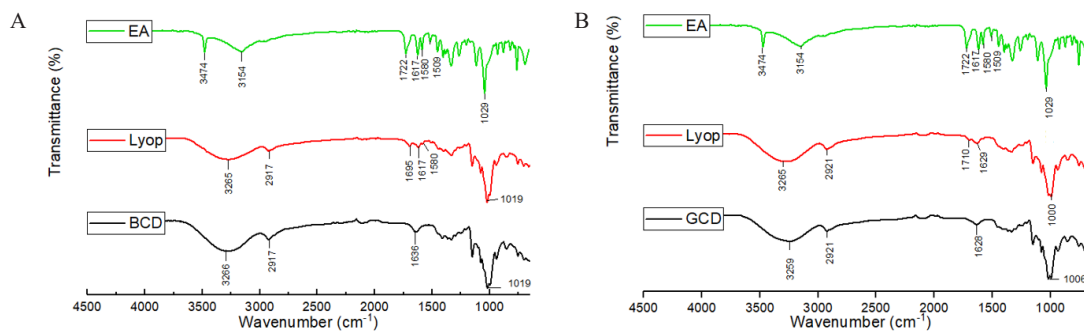 A
Transmittance (%)
EA
3474
3154
1722
1617
1580
1509
1029
Lyop
3265
2917
1695
1617
1580
1019
BCD
3266
2917
1636
1019
4500 4000 3500 3000 2500 2000 1500 1000
Wavenumber (cm⁻¹)
B
Transmittance (%)
EA
3474
3154
1722
1617
1580
1509
1029
Lyop
3265
2921
1710
1629
1000
GCD
3259
2921
1628
1006
4500 4000 3500 3000 2500 2000 1500 1000
Wavenumber (cm⁻¹)